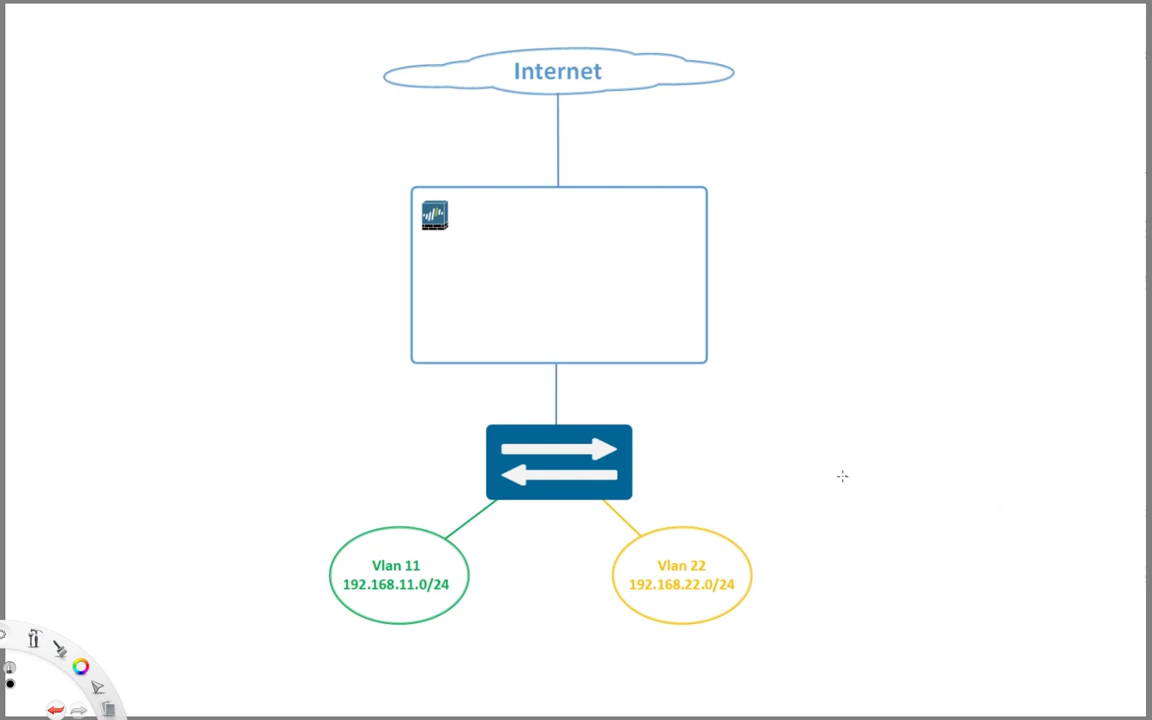 Internet
Vlan 11
192.168.11.0/24
Vlan 22
192.168.22.0/24